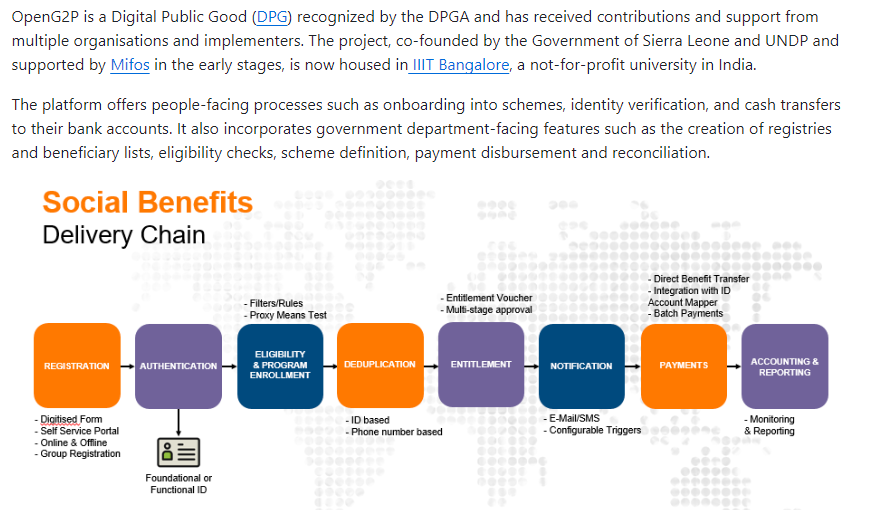 OpenG2P is a Digital Public Good (DPG) recognized by the DPGA and has received contributions and support from
multiple organisations and implementers. The project, co-founded by the Government of Sierra Leone and UNDP and
supported by Mifos in the early stages, is now housed in IIIT Bangalore, a not-for-profit university in India.
The platform offers people-facing processes such as onboarding into schemes, identity verification, and cash transfers
to their bank accounts. It also incorporates government department-facing features such as the creation of registries
and beneficiary lists, eligibility checks, scheme definition, payment disbursement and reconciliation.
Social Benefits
Delivery Chain
REGISTRATION
- Digitised Form
- Self Service Portal
- Online & Offline
- Group Registration
AUTHENTICATION
Foundational or
Functional ID
- Filters/Rules
- Proxy Means Test
ELIGIBILITY
& PROGRAM
ENROLLMENT
DEDUPLICATION
- ID based
- Phone number based
- Entitlement Voucher
- Multi-stage approval
ENTITLEMENT
NOTIFICATION
- E-Mail/SMS
- Configurable Triggers
- Direct Benefit Transfer
- Integration with ID
Account Mapper
- Batch Payments
PAYMENTS
ACCOUNTING &
REPORTING
- Monitoring
& Reporting